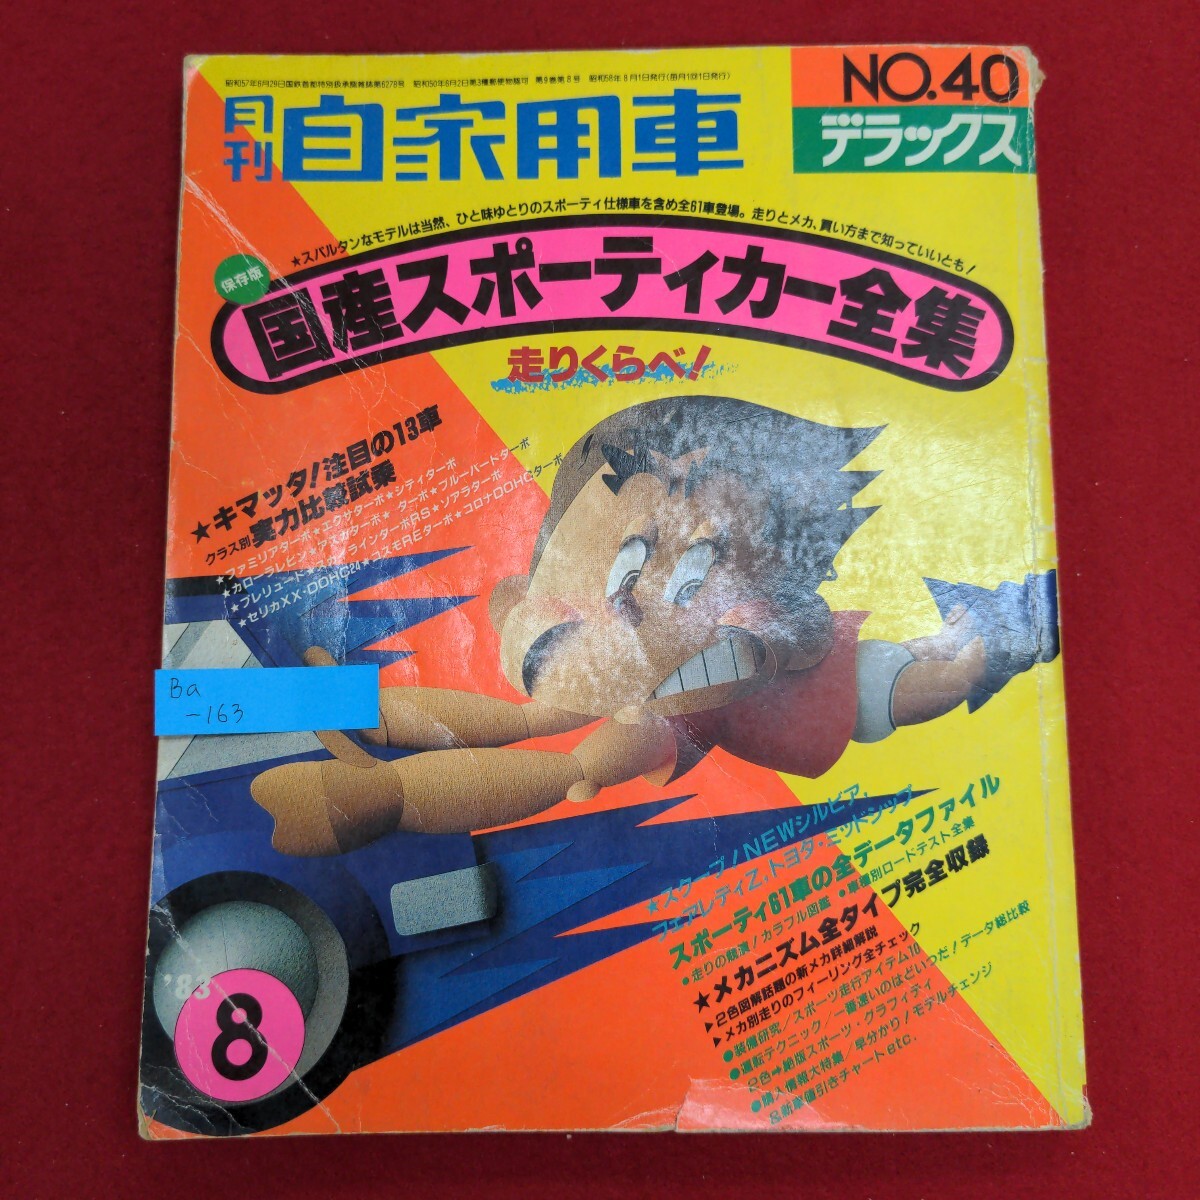 昭和57年6月29日国鉄首都特別扱承認雑誌第6278号 昭和50年6月2日第3種郵便物認可 第9巻第8号 昭和58年8月1日発行(毎月1回1日発行)
NO.40
デラックス
月刊 自家用車
★スパルタンなモデルは当然、ひと味ゆとりのスポーティ仕様車を含め全61車登場。走りとメカ、買い方まで知っていいとも!
保存版
国産スポーティカー全集
走りくらべ!
★キマッタ!注目の13車
クラス別 実力比較試乗
★ファミリアターボ★エクサターボ★シティターボ
★カローラレビン★アスカターボ★ ターボ★ブルーバードターボ
★プレリュード★スカイラインターボRS★ソアラターボ
★セリカXX・DOHC24★コスモREターボ★コロナDOHCターボ
Ba
-163
★スクープ!NEWシルビア,
フェアレディZ,トヨタ・ミッドシップ
スポーティ61車の全データファイル
●走りの競演!カラフル図鑑 ●車種別ロードテスト全集
★メカニズム全タイプ完全収録
▶2色図解話題の新メカ詳細解説
▶メカ別走りのフィーリング全チェック
●装備研究/スポーツ走行アイテム10
●運転テクニック/一番速いのはどいつだ!データ総比較
2色➡絶版スポーツ・グラフィティ
●購入情報大特集/早分かり!モデルチェンジ
&新車値引きチャートetc.
'83
8